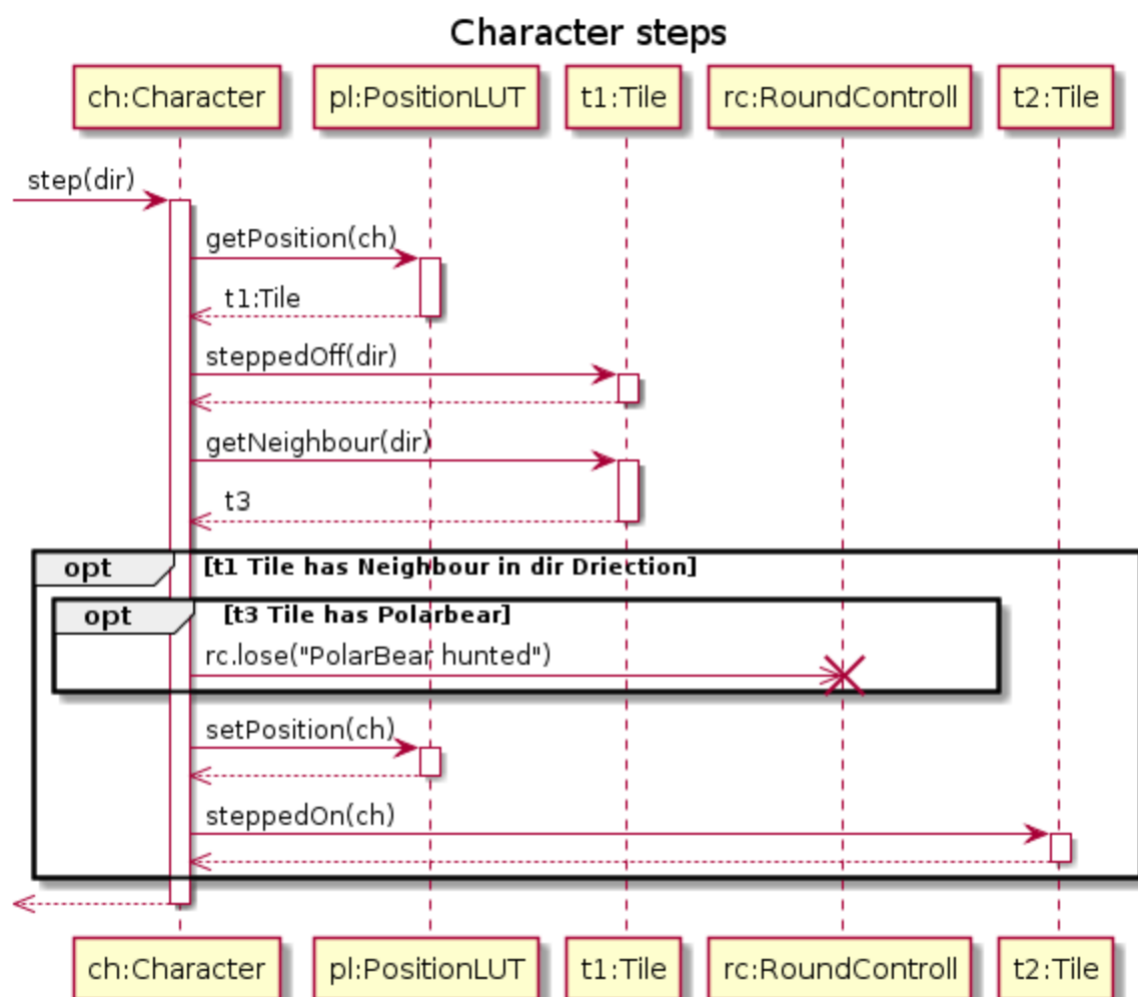 Character steps
ch:Character pl:PositionLUT t1:Tile rc:RoundControll t2:Tile
step(dir)
getPosition(ch)
t1:Tile
steppedOff(dir)
getNeighbour(dir)
t3
opt [t1 Tile has Neighbour in dir Driection]
opt [t3 Tile has Polarbear]
rc.lose("PolarBear hunted")
setPosition(ch)
steppedOn(ch)
ch:Character pl:PositionLUT t1:Tile rc:RoundControll t2:Tile